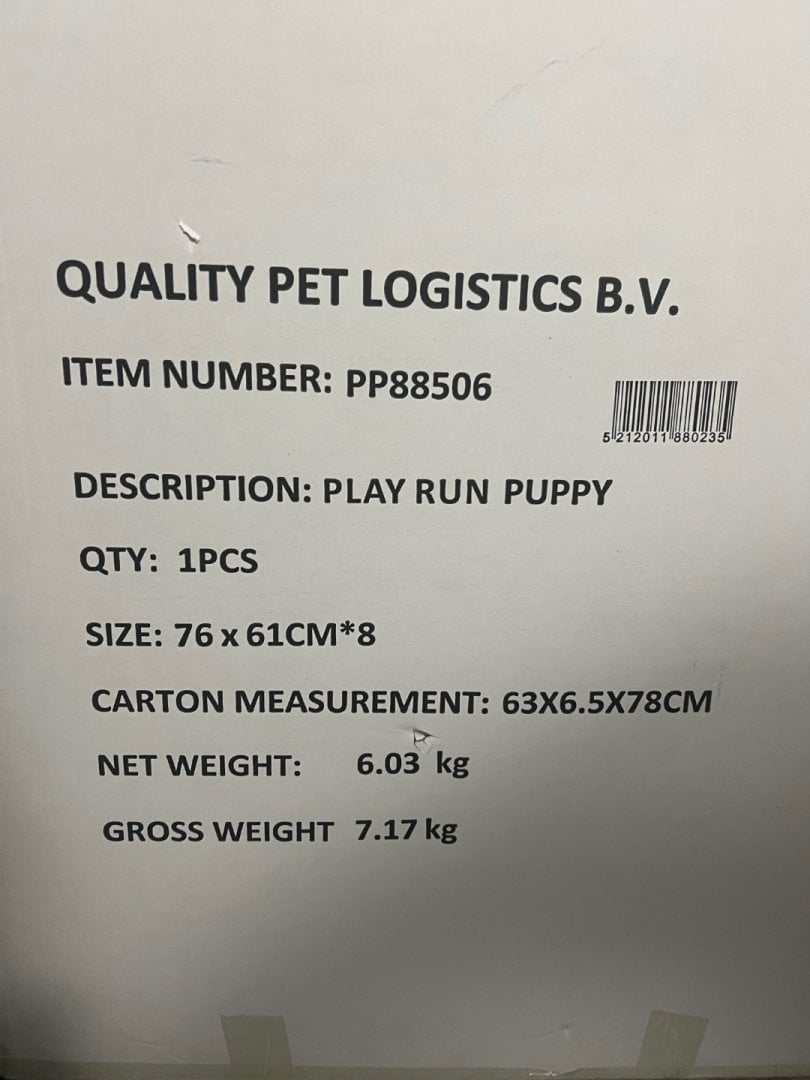 QUALITY PET LOGISTICS B.V.
ITEM NUMBER: PP88506
5 212011 880235
DESCRIPTION: PLAY RUN PUPPY
QTY: 1PCS
SIZE: 76 x 61CM*8
CARTON MEASUREMENT: 63X6.5X78CM
NET WEIGHT: 6.03 kg
GROSS WEIGHT 7.17 kg